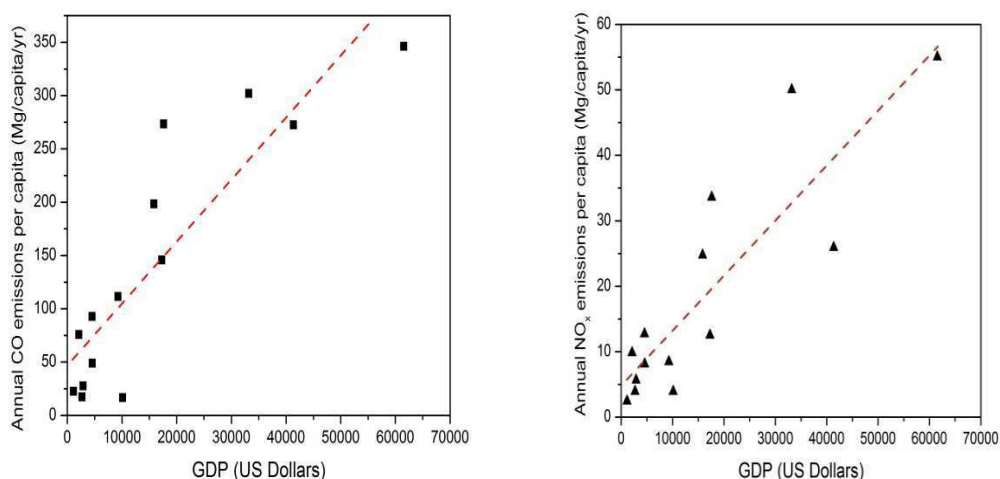 Annual CO emissions per capita (Mg/capita/yr)
350
300
250
200
150
100
50
0
0 10000 20000 30000 40000 50000 60000 70000
GDP (US Dollars)
Annual NOx emissions per capita (Mg/capita/yr)
60
50
40
30
20
10
0
0 10000 20000 30000 40000 50000 60000 70000
GDP (US Dollars)